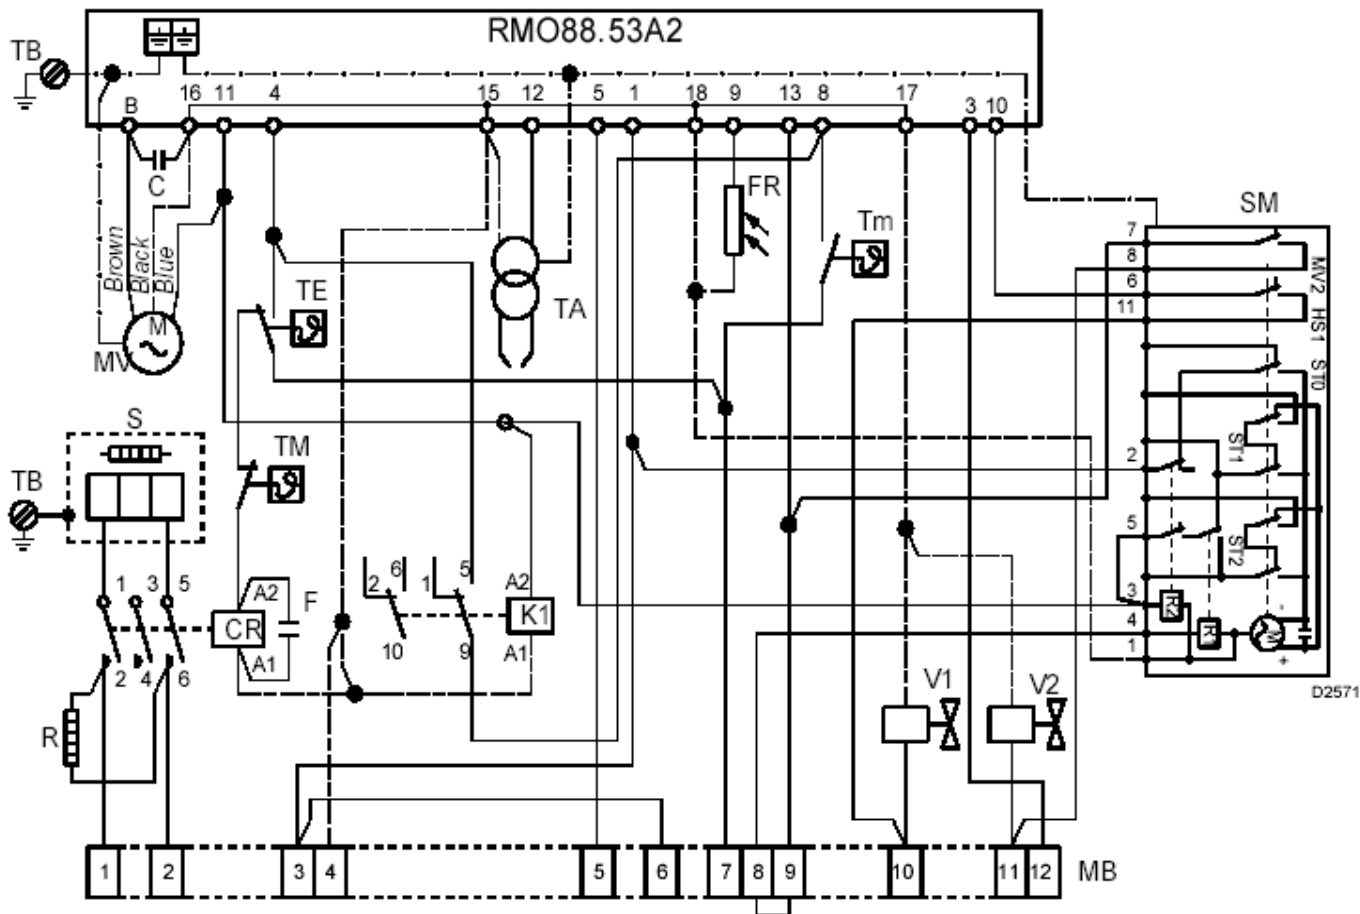 RMO88.53A2
TB
B 16 11 4 15 12 5 1 18 9 13 8 17 3 10
C
FR
Tm
SM
Brown
Black
Blue
M
MV
TE
TA
7
8
6
11
MV2
HS1
ST0
S
TM
TB
2
ST1
5
ST2
1 3 5
A2
F
CR
A1
2 4 6
6
2
1
5
10
9
A2
K1
A1
3
R2
4
R
M
1
-
+
D2571
R
V1
V2
1 2 3 4 5 6 7 8 9 10 11 12
MB